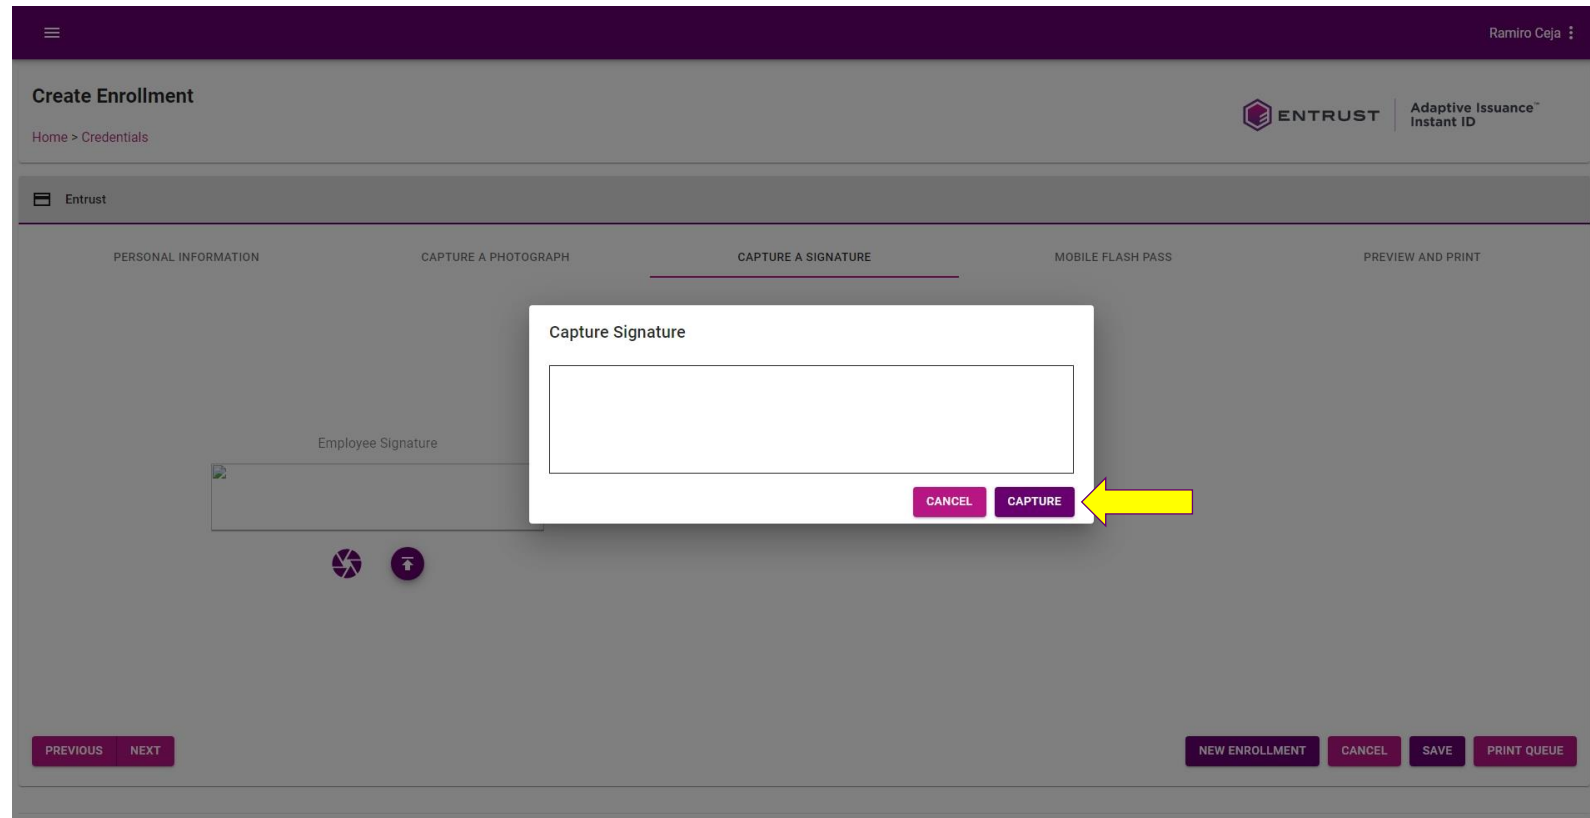 Ramiro Ceja
Create Enrollment
ENTRUST
Adaptive Issuance™
Instant ID
Home > Credentials
Entrust
PERSONAL INFORMATION
CAPTURE A PHOTOGRAPH
CAPTURE A SIGNATURE
MOBILE FLASH PASS
PREVIEW AND PRINT
Capture Signature
Employee Signature
CANCEL
CAPTURE
PREVIOUS
NEXT
NEW ENROLLMENT
CANCEL
SAVE
PRINT QUEUE